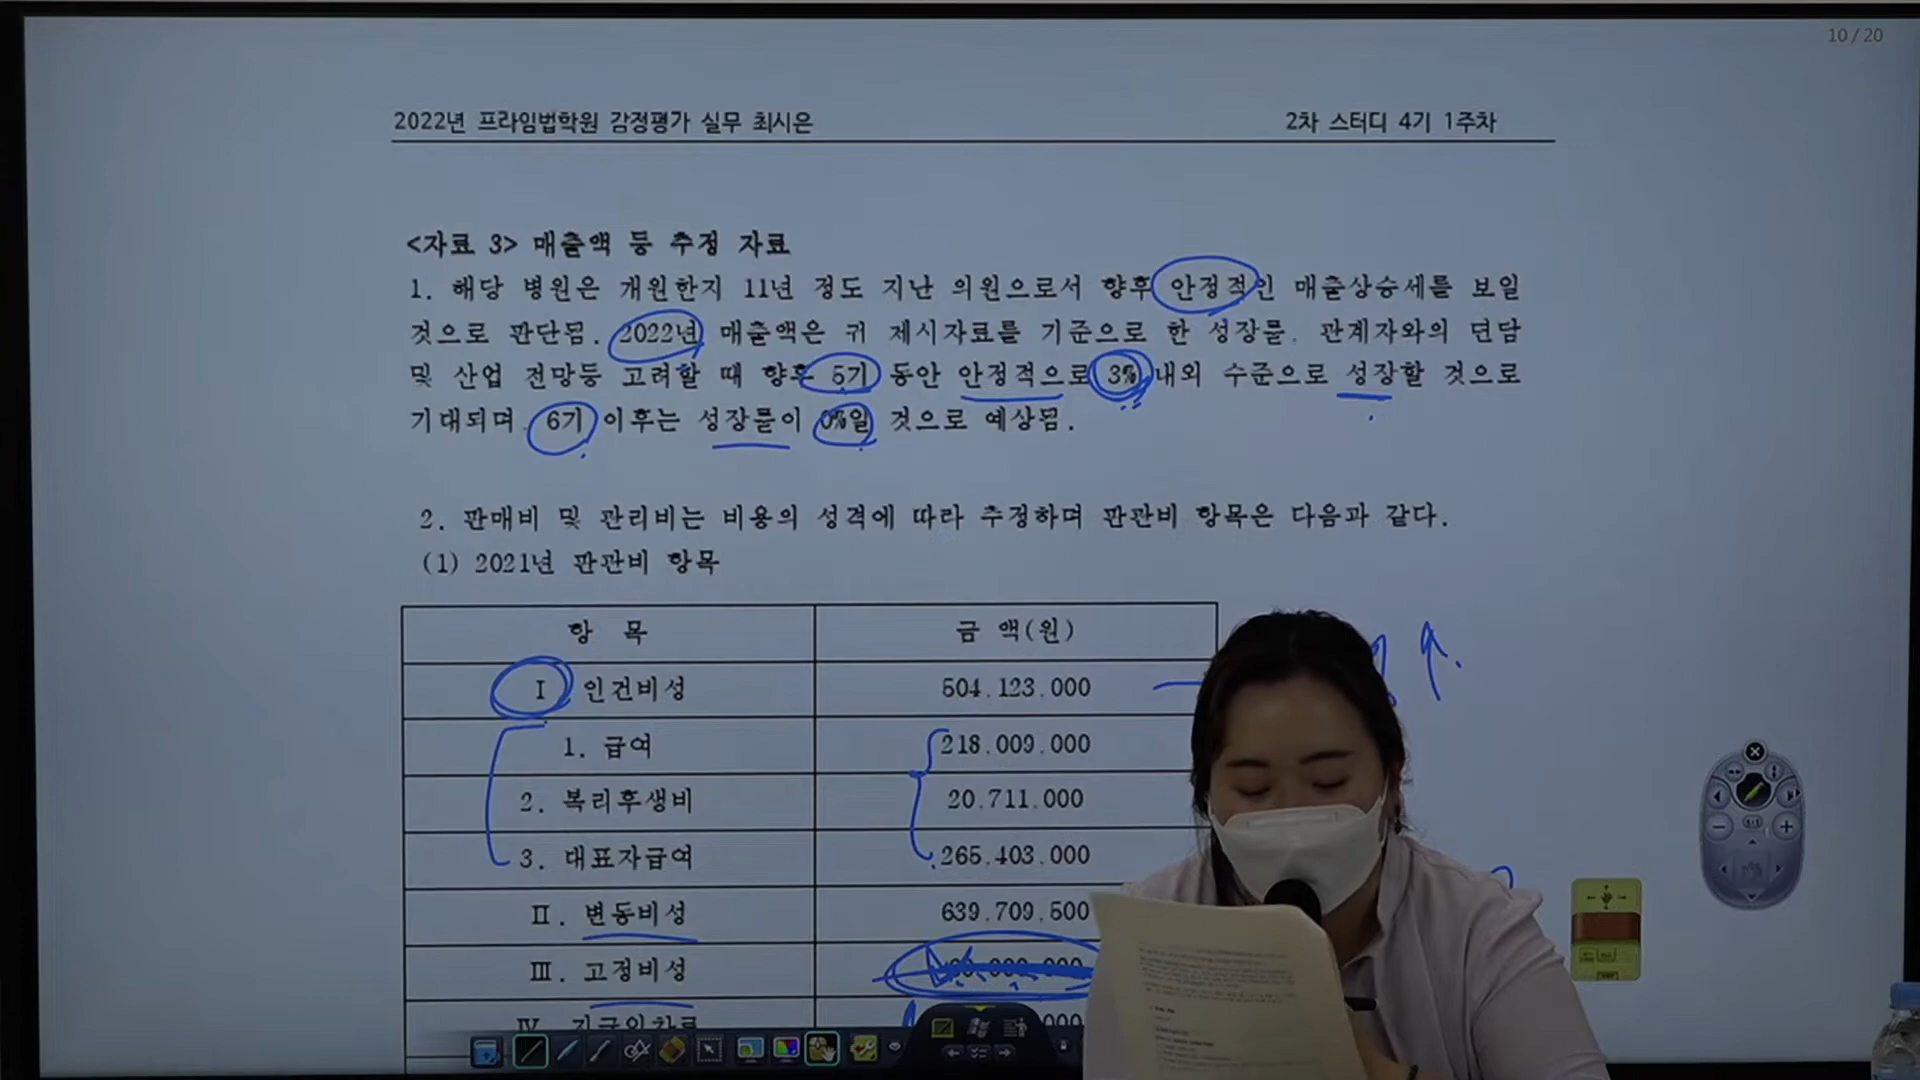 10 / 20
2022년 프라임법학원 감정평가 실무 최시은
2차 스터디 4기 1주차
<자료 3> 매출액 등 추정 자료
1. 해당 병원은 개원한지 11년 정도 지난 의원으로서 향후 안정적인 매출상승세를 보일
것으로 판단됨. 2022년 매출액은 귀 제시자료를 기준으로 한 성장률. 관계자와의 면담
및 산업 전망등 고려할 때 향후 5기 동안 안정적으로 3% 내외 수준으로 성장할 것으로
기대되며 6기 이후는 성장률이 0%일 것으로 예상됨.
2. 판매비 및 관리비는 비용의 성격에 따라 추정하며 판관비 항목은 다음과 같다.
(1) 2021년 판관비 항목
항 목 금 액(원)
I 인건비성 504.123.000
1. 급여 218.009.000
2. 복리후생비 20.711.000
3. 대표자급여 265.403.000
II. 변동비성 639.709.500
III. 고정비성
IV 지급임차료